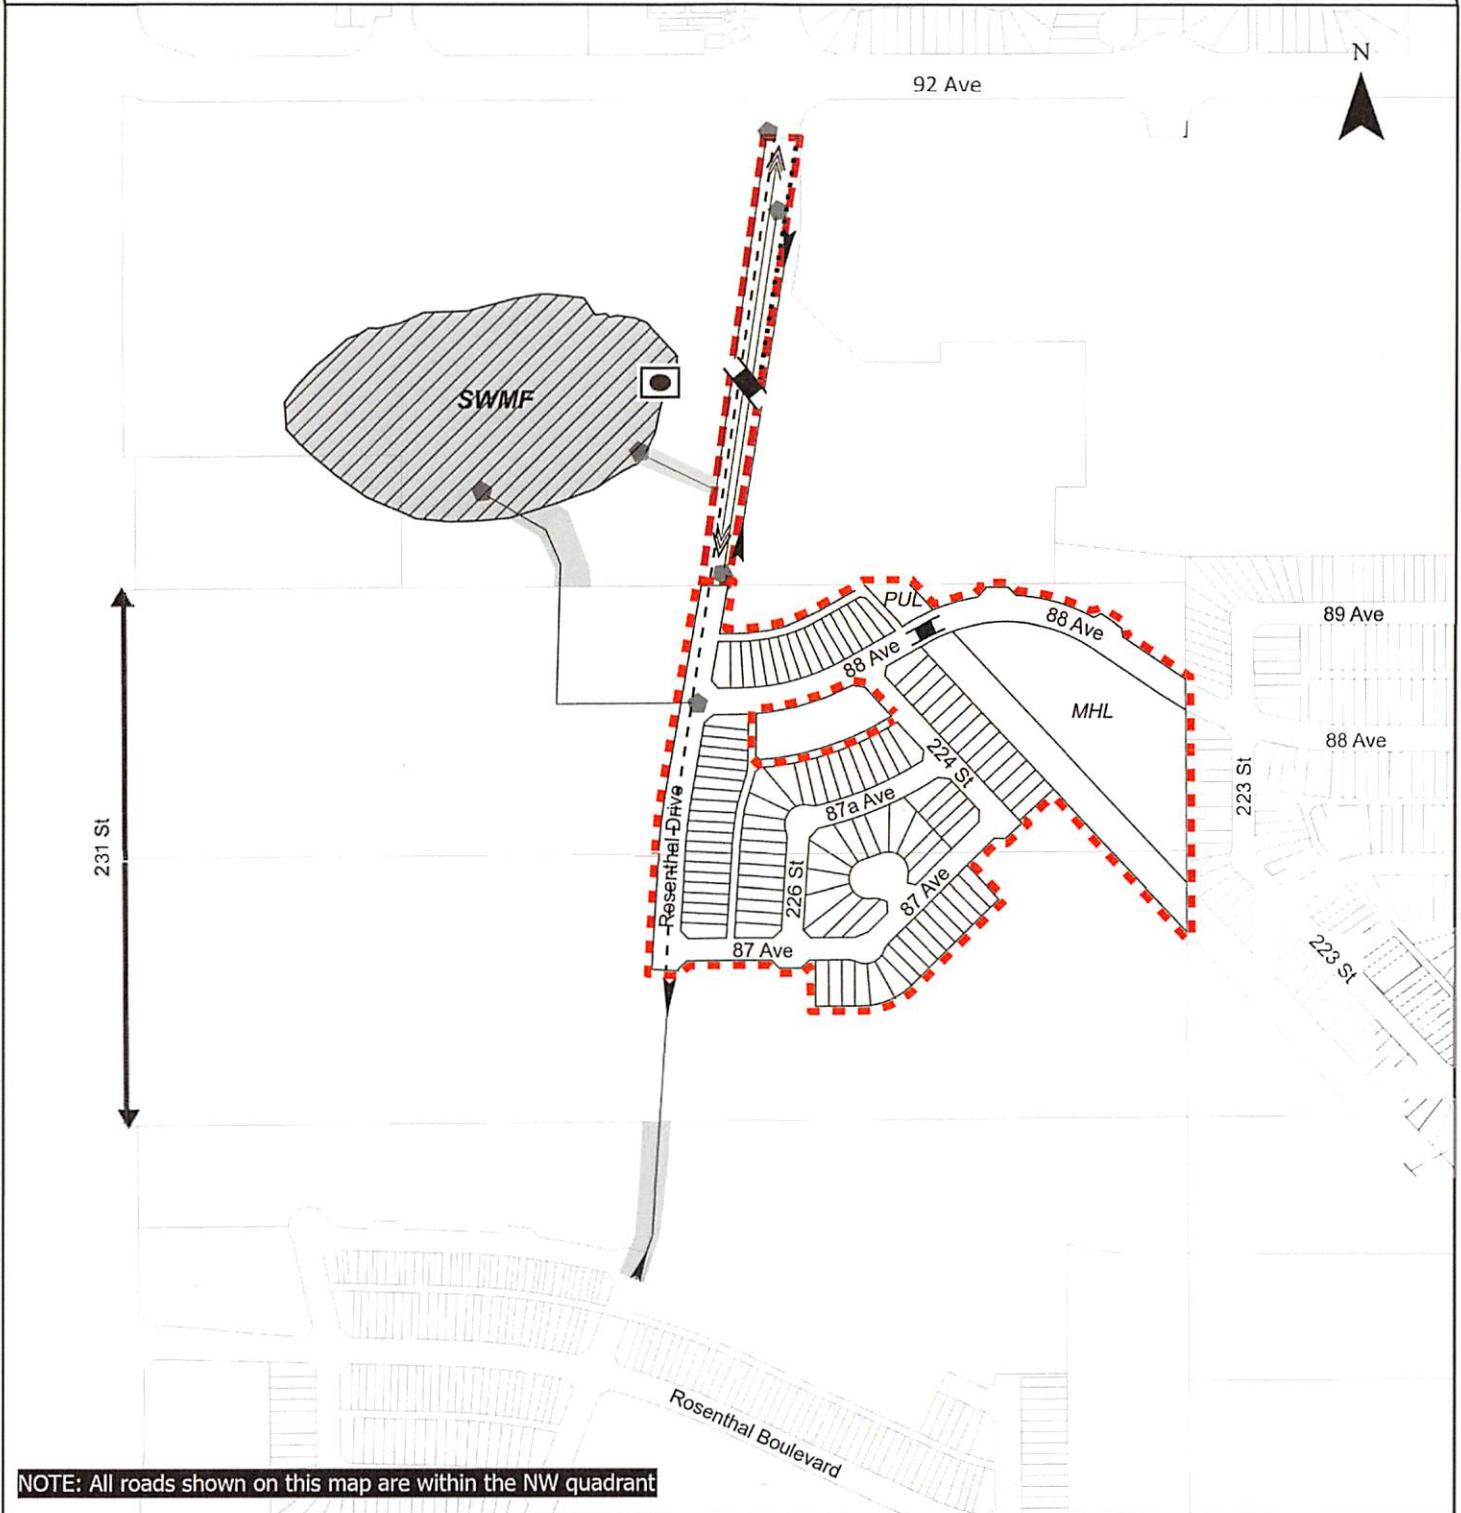 N
92 Ave
SWMF
PUL
88 Ave
88 Ave
89 Ave
MHL
88 Ave
224 St
223 St
87a Ave
231 St
Rosenthal Drive
226 St
87 Ave
87 Ave
223 St
Rosenthal Boulevard
NOTE: All roads shown on this map are within the NW quadrant